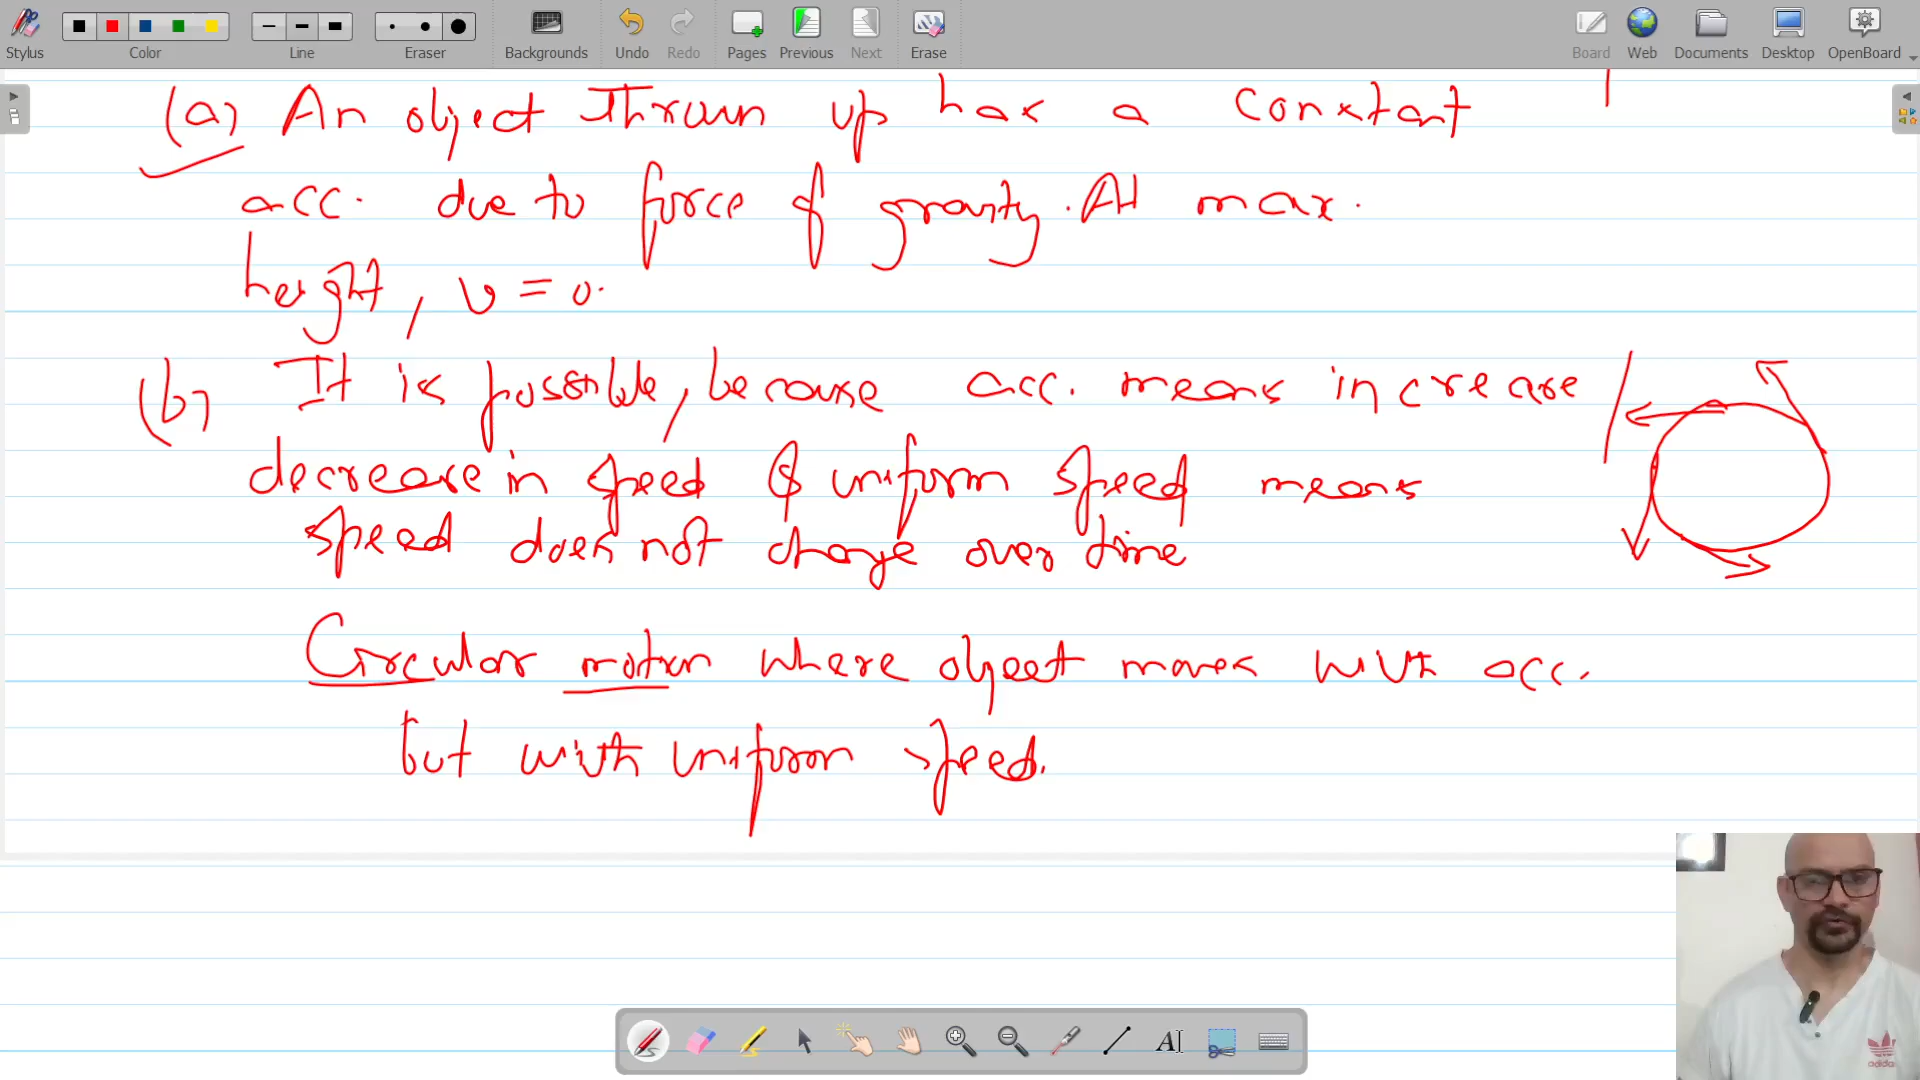 Stylus Color Line Eraser Backgrounds Undo Redo Pages Previous Next Erase Board Web Documents Desktop OpenBoard
(a) An object thrown up has a constant
acc. due to force of gravity. At max.
height, v = 0.
(b) It is possible, because acc. means increase
decrease in speed & uniform speed means
speed does not change over time
Circular motion where object moves with acc.
but with uniform speed.
adidas